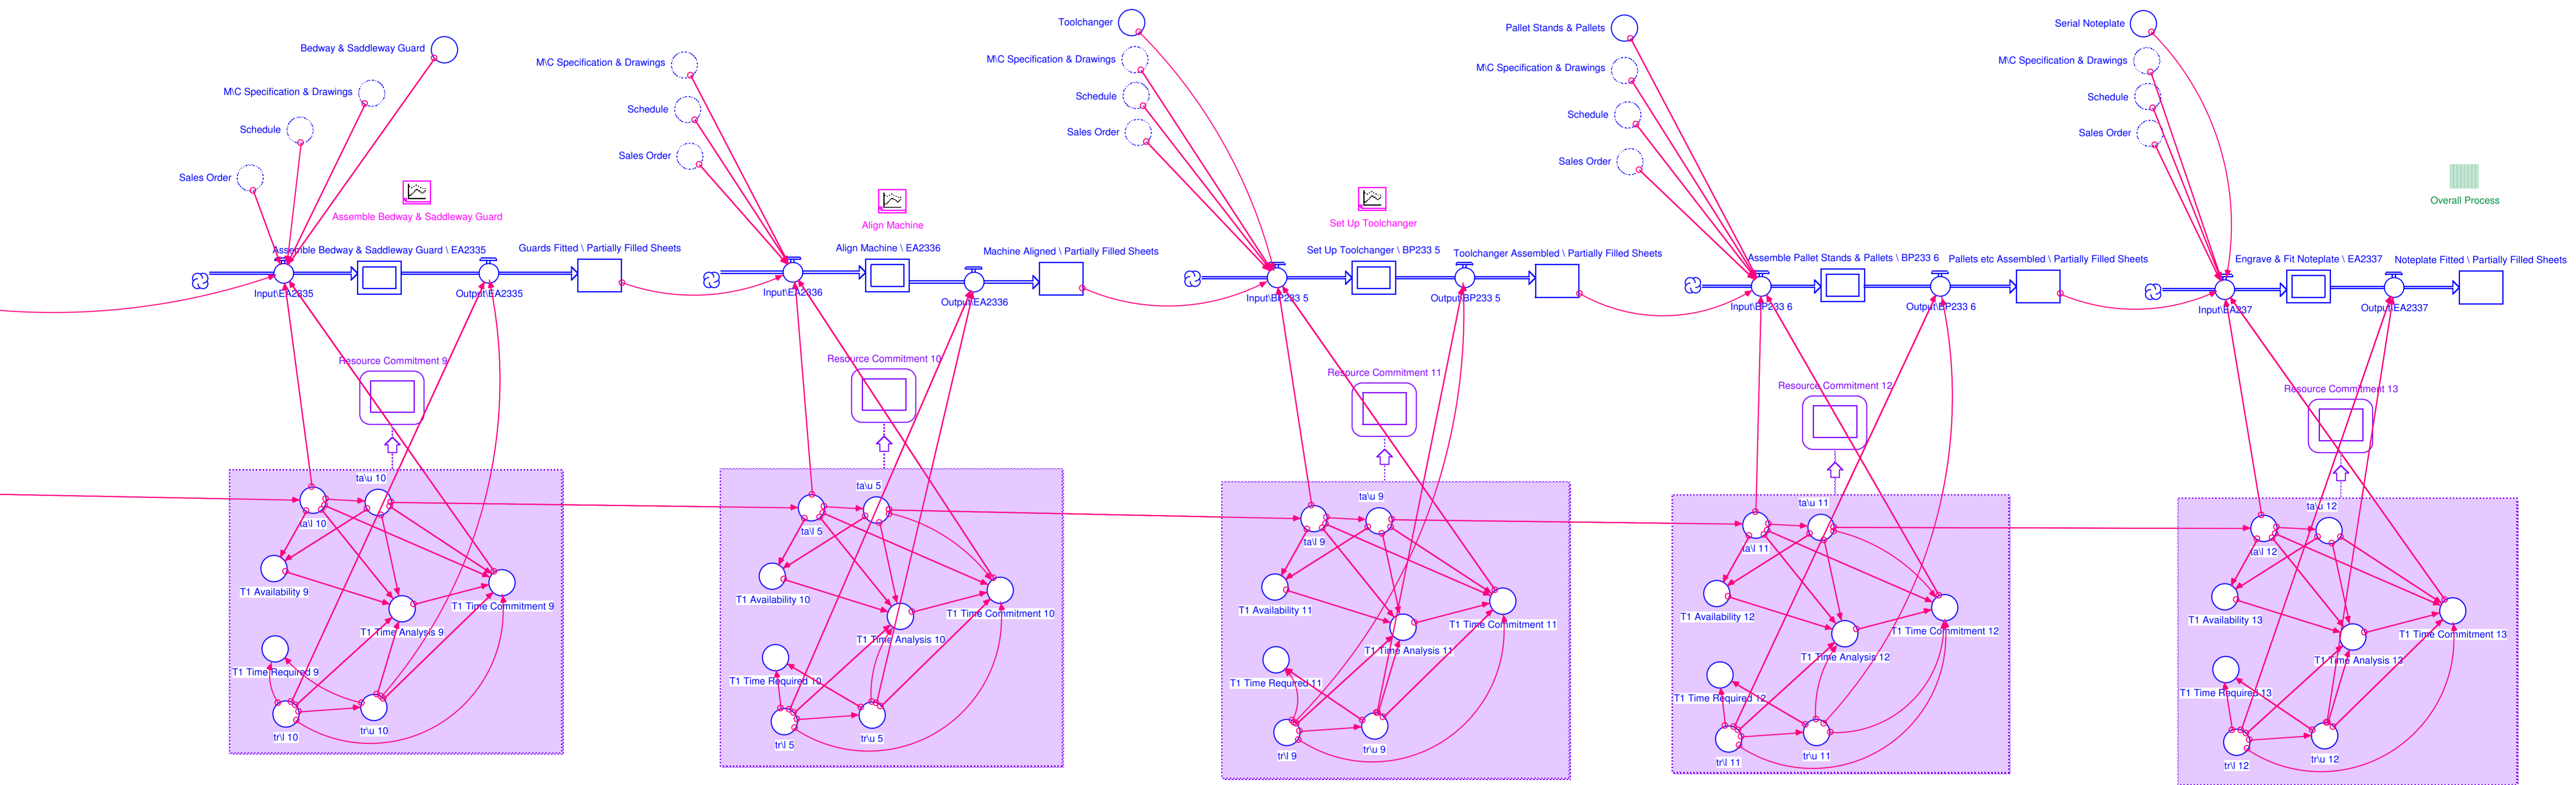 Bedway & Saddleway Guard
M\C Specification & Drawings
Schedule
Sales Order
Assemble Bedway & Saddleway Guard
Assemble Bedway & Saddleway Guard \ EA2335
Guards Fitted \ Partially Filled Sheets
Input\EA2335
Output\EA2335
Resource Commitment 9
ta\u 10
ta\l 10
T1 Availability 9
T1 Time Commitment 9
T1 Time Analysis 9
T1 Time Required 9
tr\u 10
tr\l 10
M\C Specification & Drawings
Schedule
Sales Order
Align Machine
Align Machine \ EA2336
Machine Aligned \ Partially Filled Sheets
Input\EA2336
Output\EA2336
Resource Commitment 10
ta\u 5
ta\l 5
T1 Availability 10
T1 Time Commitment 10
T1 Time Analysis 10
T1 Time Required 10
tr\u 5
tr\l 5
Toolchanger
M\C Specification & Drawings
Schedule
Sales Order
Set Up Toolchanger
Set Up Toolchanger \ BP233 5
Toolchanger Assembled \ Partially Filled Sheets
Input\BP233 5
Output\BP233 5
Resource Commitment 11
ta\u 9
ta\l 9
T1 Availability 11
T1 Time Commitment 11
T1 Time Analysis 11
T1 Time Required 11
tr\u 9
tr\l 9
Pallet Stands & Pallets
M\C Specification & Drawings
Schedule
Sales Order
Assemble Pallet Stands & Pallets \ BP233 6
Pallets etc Assembled \ Partially Filled Sheets
Input\BP233 6
Output\BP233 6
Resource Commitment 12
ta\u 11
ta\l 11
T1 Availability 12
T1 Time Commitment 12
T1 Time Analysis 12
T1 Time Required 12
tr\u 11
tr\l 11
Serial Noteplate
M\C Specification & Drawings
Schedule
Sales Order
Overall Process
Engrave & Fit Noteplate \ EA2337
Noteplate Fitted \ Partially Filled Sheets
Input\EA237
Output\EA2337
Resource Commitment 13
ta\u 12
ta\l 12
T1 Availability 13
T1 Time Commitment 13
T1 Time Analysis 13
T1 Time Required 13
tr\u 12
tr\l 12